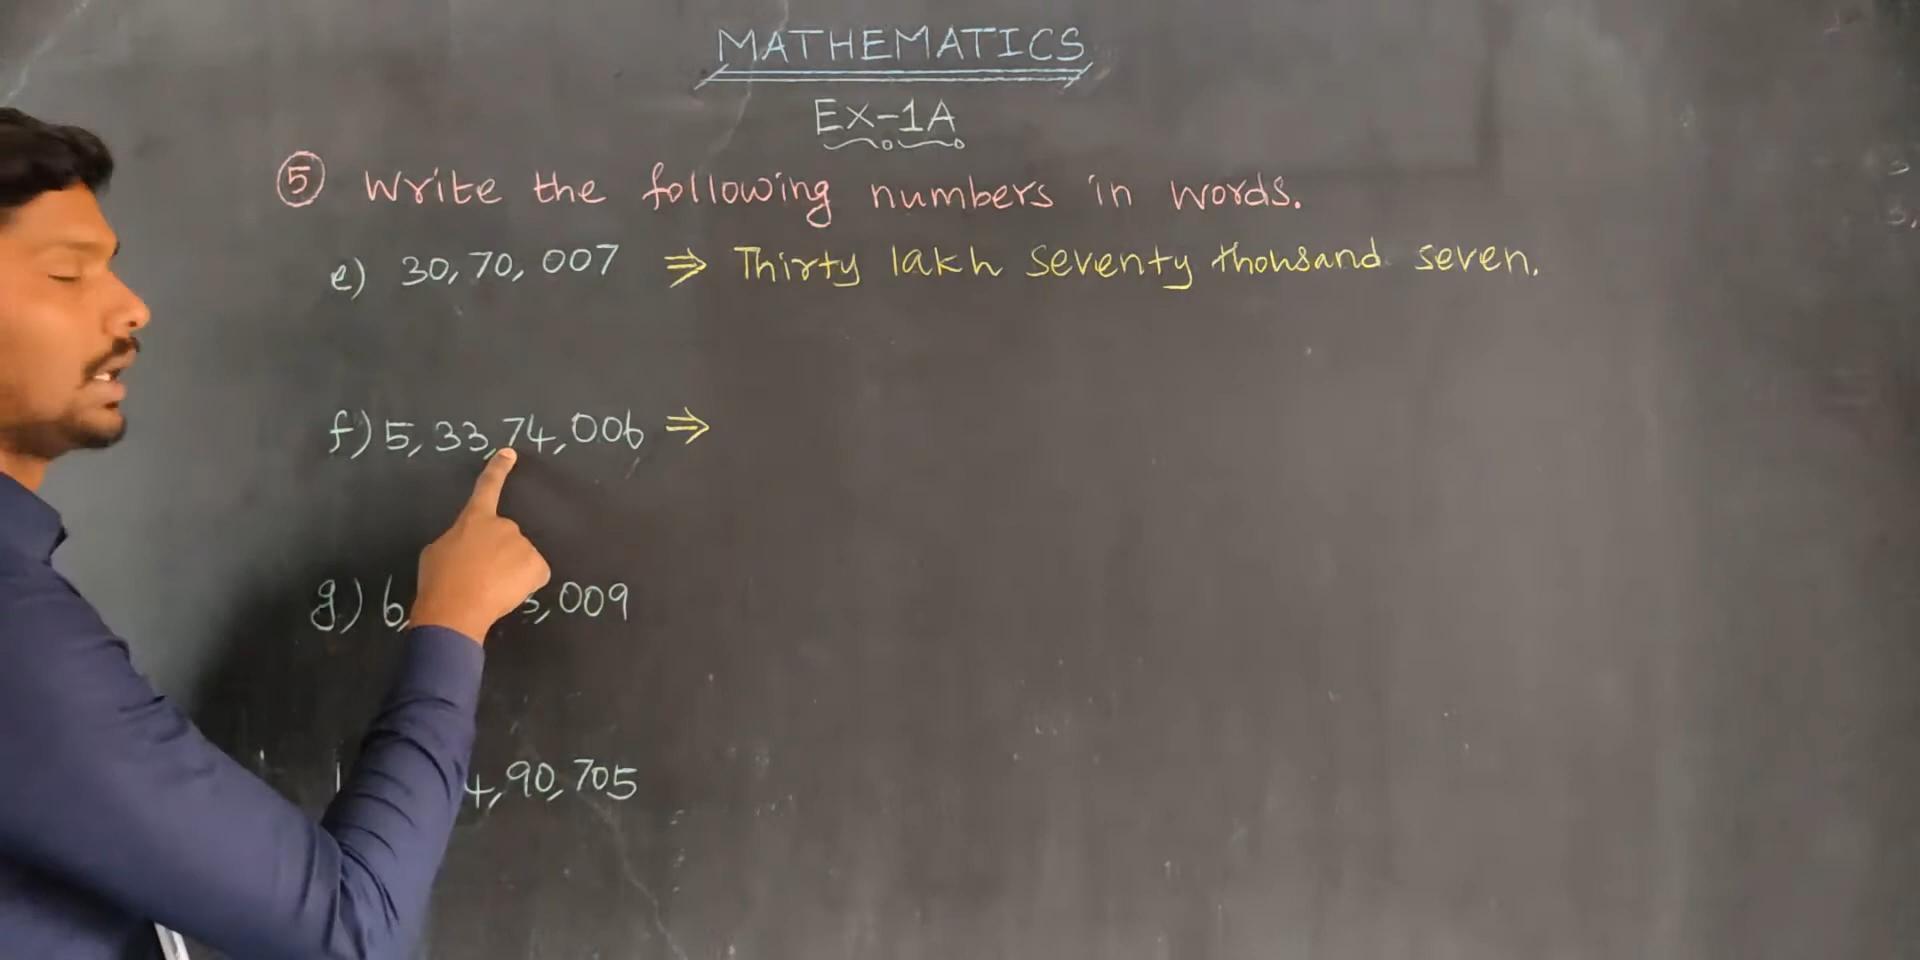 MATHEMATICS
EX-1A
5 Write the following numbers in words.
e) 30,70,007 ⇒ Thirty lakh seventy thousand seven.
f) 5,33,74,006 ⇒
g) 6, ,009
4,90,705